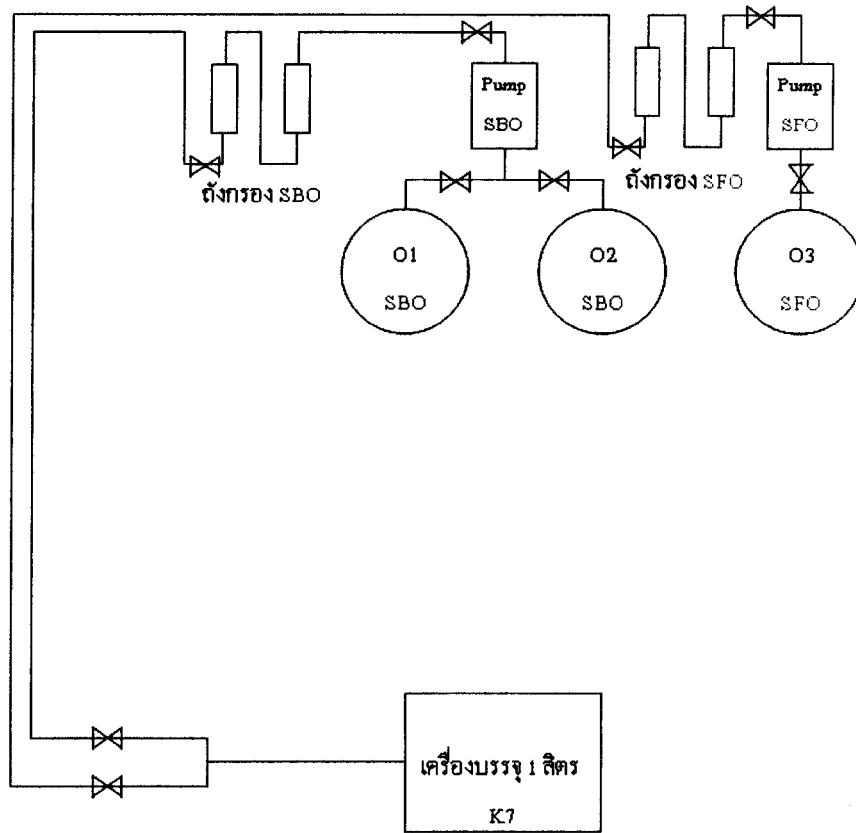 Pump
SBO
Pump
SFO
ถังกรอง SBO
ถังกรอง SFO
O1
SBO
O2
SBO
O3
SFO
เครื่องบรรจุ 1 ลิตร
K7